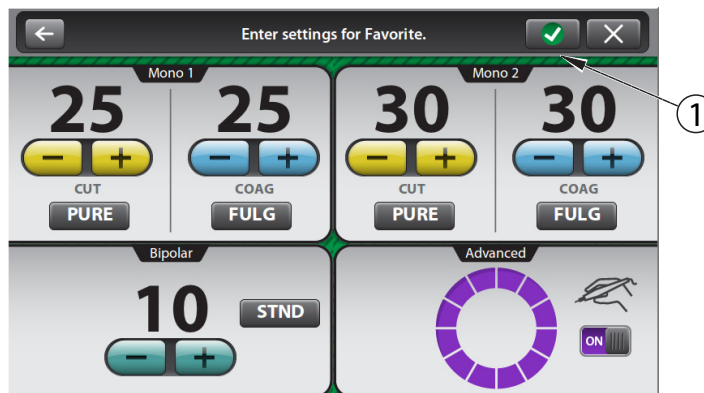 Enter settings for Favorite.
1
Mono 1
25
CUT
PURE
25
COAG
FULG
Mono 2
30
CUT
PURE
30
COAG
FULG
Bipolar
10
STND
Advanced
ON